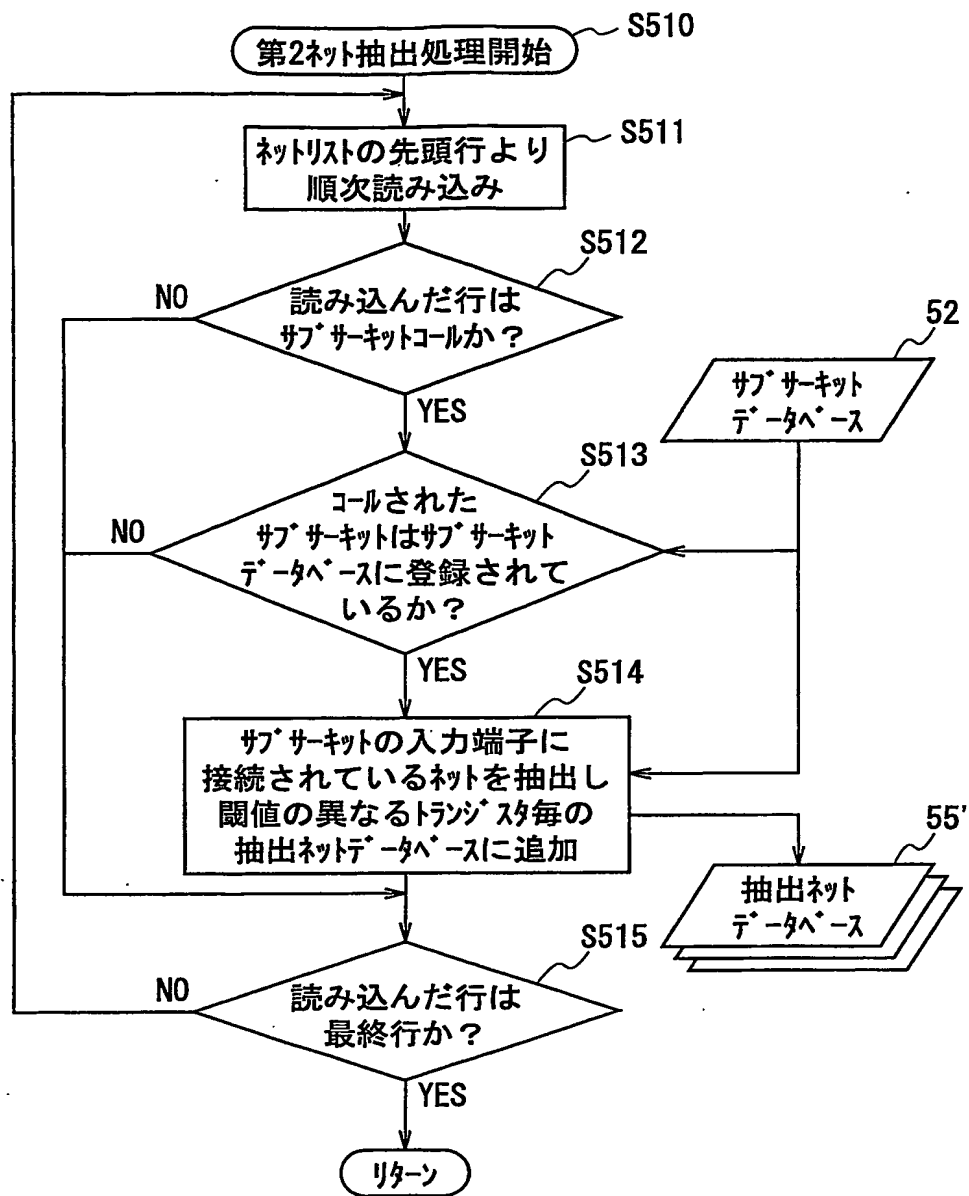 S510
第2ネット抽出処理開始
S511
ネットリストの先頭行より
順次読み込み
S512
NO
読み込んだ行は
サブサーキットコールか？
YES
52
サブサーキット
データベース
S513
NO
コールされた
サブサーキットはサブサーキット
データベースに登録されて
いるか？
YES
S514
サブサーキットの入力端子に
接続されているネットを抽出し
閾値の異なるトランジスタ毎の
抽出ネットデータベースに追加
55'
抽出ネット
データベース
S515
NO
読み込んだ行は
最終行か？
YES
リターン